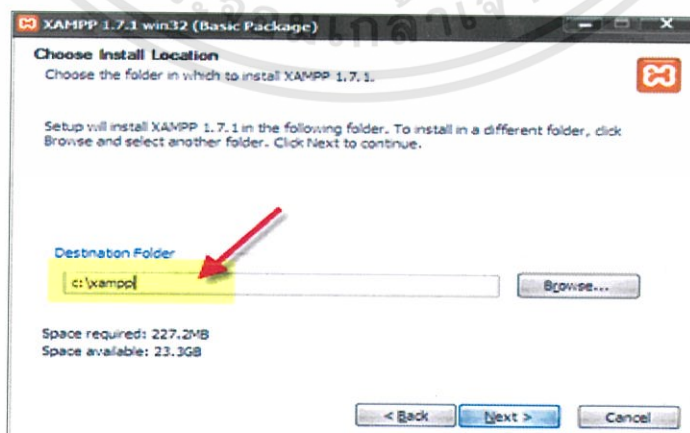 XAMPP 1.7.1 win32 (Basic Package)
Choose Install Location
Choose the folder in which to install XAMPP 1.7.1.
Setup will install XAMPP 1.7.1 in the following folder. To install in a different folder, click
Browse and select another folder. Click Next to continue.
Destination Folder
c:\xampp
Browse...
Space required: 227.2MB
Space available: 23.3GB
< Back
Next >
Cancel